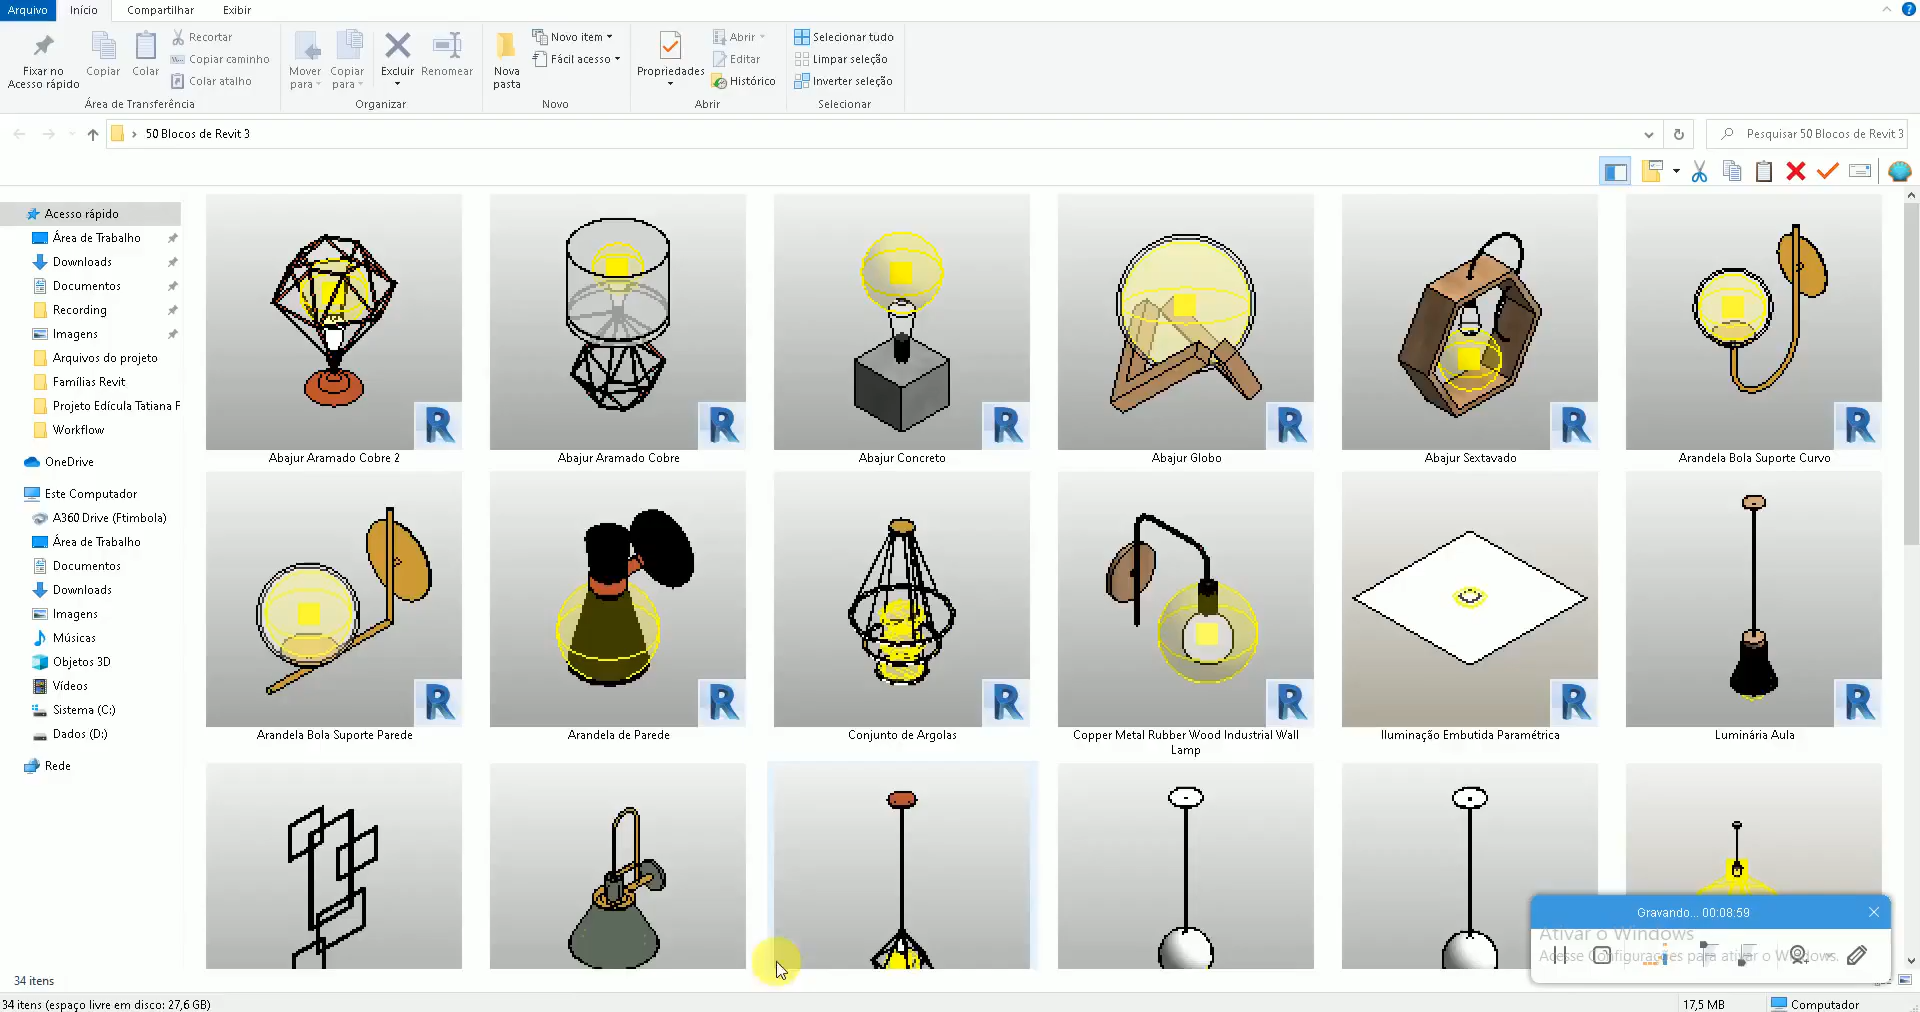 Arquivo Início Compartilhar Exibir
Fixar no
Acesso rápido
Copiar
Colar
Recortar
Copiar caminho
Colar atalho
Área de Transferência
Mover
para
Copiar
para
Excluir
Renomear
Organizar
Nova
pasta
Novo item
Fácil acesso
Novo
Propriedades
Abrir
Editar
Histórico
Abrir
Selecionar tudo
Limpar seleção
Inverter seleção
Selecionar
50 Blocos de Revit 3
Pesquisar 50 Blocos de Revit 3
Acesso rápido
Área de Trabalho
Downloads
Documentos
Recording
Imagens
Arquivos do projeto
Famílias Revit
Projeto Edícula Tatiana F
Workflow
OneDrive
Este Computador
A360 Drive (Ftimbola)
Área de Trabalho
Documentos
Downloads
Imagens
Músicas
Objetos 3D
Vídeos
Sistema (C:)
Dados (D:)
Rede
Abajur Aramado Cobre 2
Abajur Aramado Cobre
Abajur Concreto
Abajur Globo
Abajur Sextavado
Arandela Bola Suporte Curvo
Arandela Bola Suporte Parede
Arandela de Parede
Conjunto de Argolas
Copper Metal Rubber Wood Industrial Wall
Lamp
Iluminação Embutida Paramétrica
Luminária Aula
Gravando... 00:08:59
Ativar o Windows
Acesse Configurações para ativar o Windows.
34 itens
34 itens (espaço livre em disco: 27,6 GB)
17,5 MB
Computador